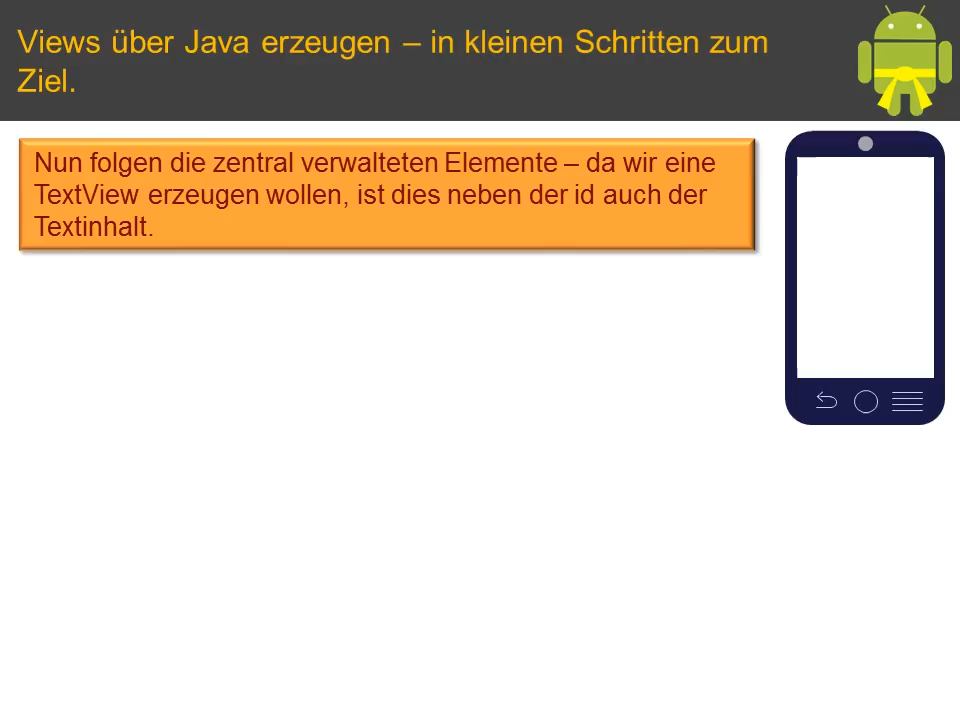 Views über Java erzeugen – in kleinen Schritten zum
Ziel.
Nun folgen die zentral verwalteten Elemente – da wir eine
TextView erzeugen wollen, ist dies neben der id auch der
Textinhalt.